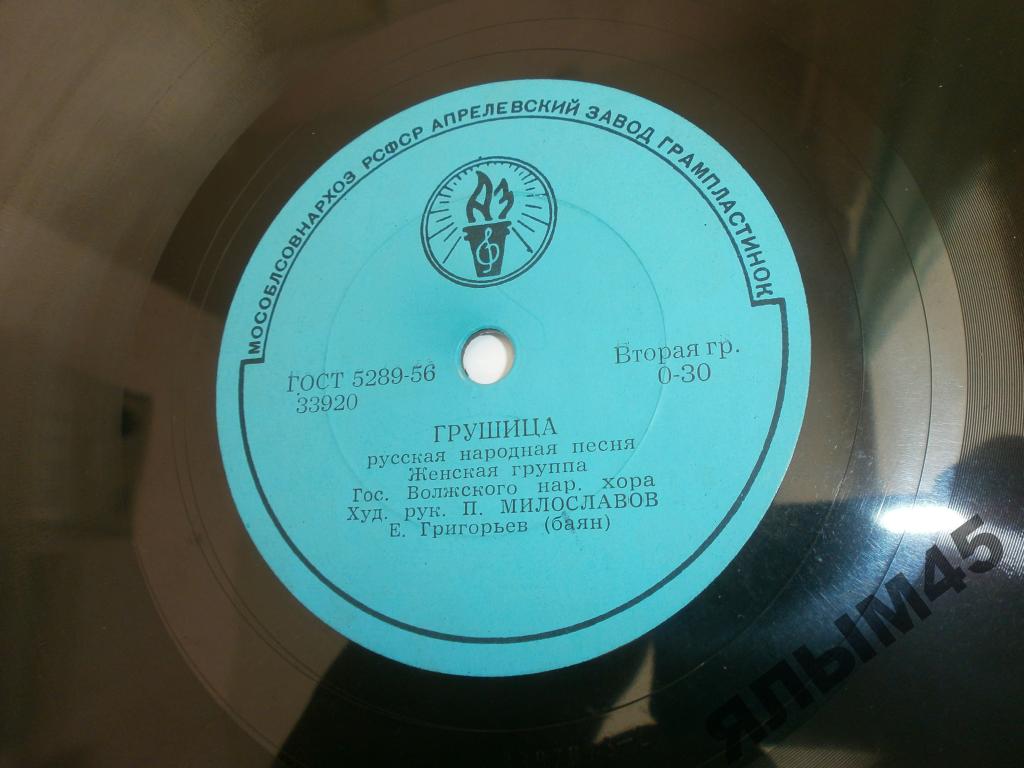 МОСОБЛСОВНАРХОЗ РСФСР АПРЕЛЕВСКИЙ ЗАВОД ГРАМПЛАСТИНОК
АЗ
ГОСТ 5289-56
33920
Вторая гр.
0-30
ГРУШИЦА
русская народная песня
Женская группа
Гос. Волжского нар. хора
Худ. рук. П. МИЛОСЛАВОВ
Е. Григорьев (баян)
ЯЛЫМ45